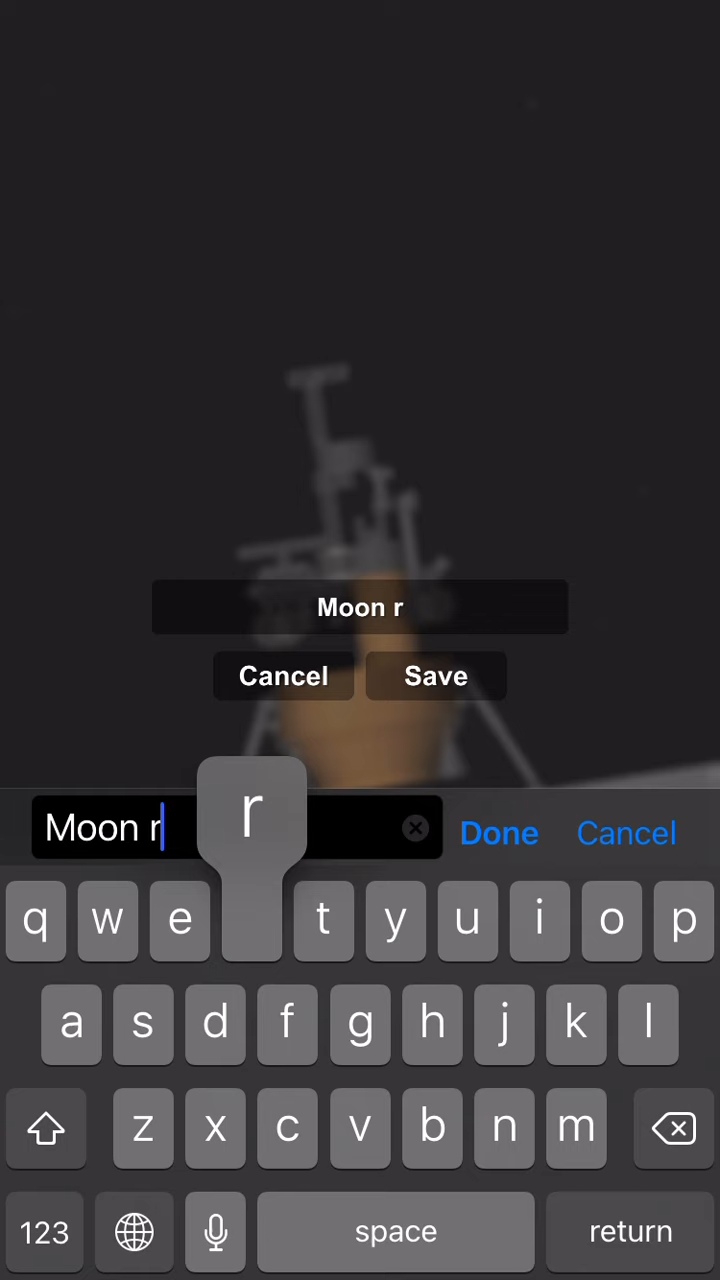 Moon r
Cancel Save
Moon r r Done Cancel
q w e t y u i o p
a s d f g h j k l
z x c v b n m
123 space return